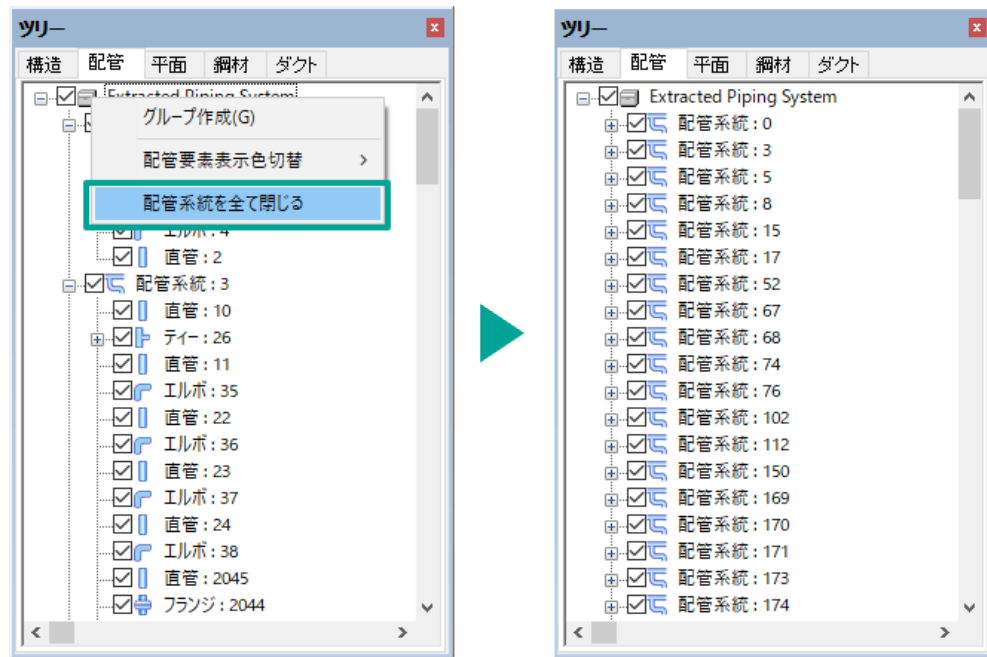 ツリー
構造 配管 平面 鋼材 ダクト
Extracted Piping System
グループ作成(G)
配管要素表示色切替
配管系統を全て閉じる
エルボ:4
直管:2
配管系統:3
直管:10
ティー:26
直管:11
エルボ:35
直管:22
エルボ:36
直管:23
エルボ:37
直管:24
エルボ:38
直管:2045
フランジ:2044
ツリー
構造 配管 平面 鋼材 ダクト
Extracted Piping System
配管系統:0
配管系統:3
配管系統:5
配管系統:8
配管系統:15
配管系統:17
配管系統:52
配管系統:67
配管系統:68
配管系統:74
配管系統:76
配管系統:102
配管系統:112
配管系統:150
配管系統:169
配管系統:170
配管系統:171
配管系統:173
配管系統:174